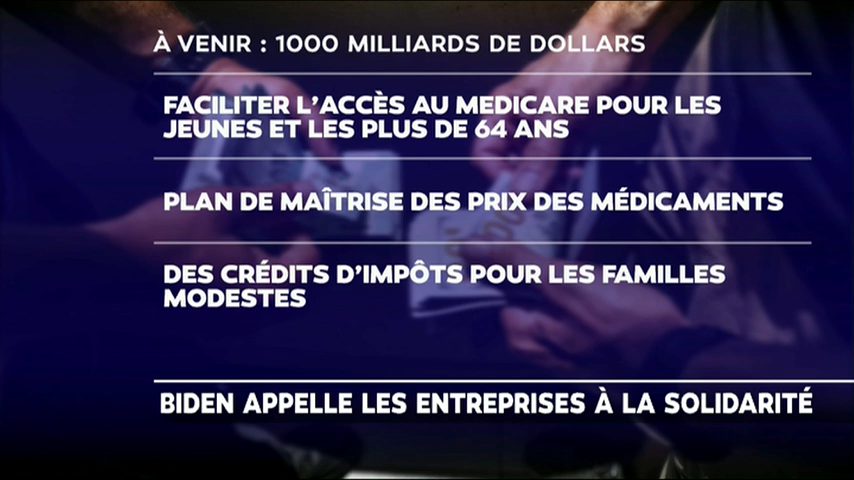 À VENIR : 1000 MILLIARDS DE DOLLARS
FACILITER L'ACCÈS AU MEDICARE POUR LES
JEUNES ET LES PLUS DE 64 ANS
PLAN DE MAÎTRISE DES PRIX DES MÉDICAMENTS
DES CRÉDITS D'IMPÔTS POUR LES FAMILLES
MODESTES
BIDEN APPELLE LES ENTREPRISES À LA SOLIDARITÉ